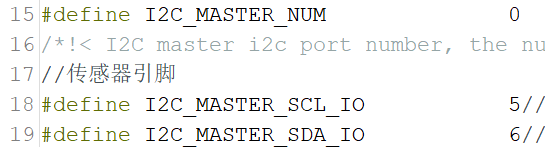 15 #define I2C_MASTER_NUM 0
16 /*!< I2C master i2c port number, the nu
17 //传感器引脚
18 #define I2C_MASTER_SCL_IO 5//
19 #define I2C_MASTER_SDA_IO 6//